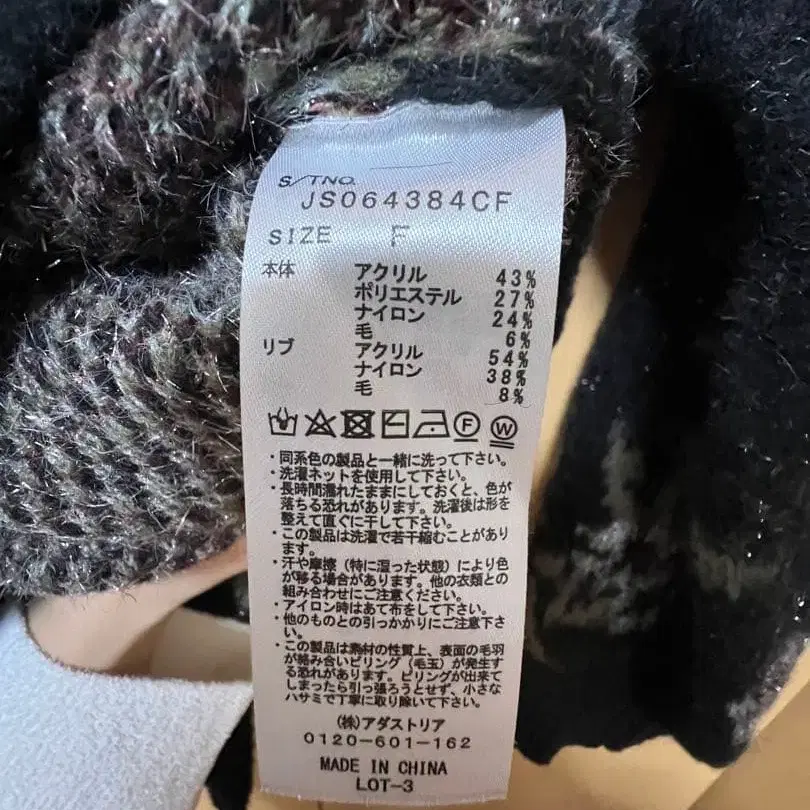 S/TNO.
JS064384CF
SIZE F
本体 アクリル 43%
ポリエステル 27%
ナイロン 24%
毛 6%
リブ アクリル 54%
ナイロン 38%
毛 8%
F W
・同系色の製品と一緒に洗って下さい。
・洗濯ネットを使用して下さい。
・長時間濡れたままにしておくと、色が
落ちる恐れがあります。洗濯後は形を
整えて直ぐに干して下さい。
・この製品は洗濯で若干縮むことがあり
ます。
・汗や摩擦（特に湿った状態）により色
が移る場合があります。他の衣類との
組み合わせにご注意ください。
・アイロン時はあて布をして下さい。
・他のものとの引っかかりにご注意下さ
い。
・この製品は素材の性質上、表面の毛羽
が絡み合いピリング（毛玉）が発生す
る恐れがあります。ピリングが出来て
しまったら引っ張ろうとせず、小さな
ハサミで丁寧に取り除いて下さい。
(株)アダストリア
0120-601-162
MADE IN CHINA
LOT-3